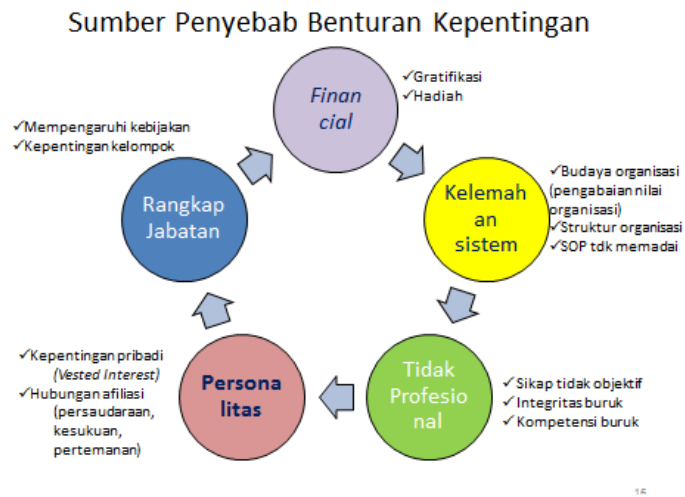 Sumber Penyebab Benturan Kepentingan
Finan
cial
✓Gratifikasi
✓Hadiah
✓Mempengaruhi kebijakan
✓Kepentingan kelompok
Rangkap
Jabatan
Kelemah
an
sistem
✓Budaya organisasi
(pengabaian nilai
organisasi)
✓Struktur organisasi
✓SOP tdk memadai
✓Kepentingan pribadi
(Vested Interest)
✓Hubungan afiliasi
(persaudaraan,
kesukuan,
pertemanan)
Persona
litas
Tidak
Profesio
nal
✓Sikap tidak objektif
✓Integritas buruk
✓Kompetensi buruk